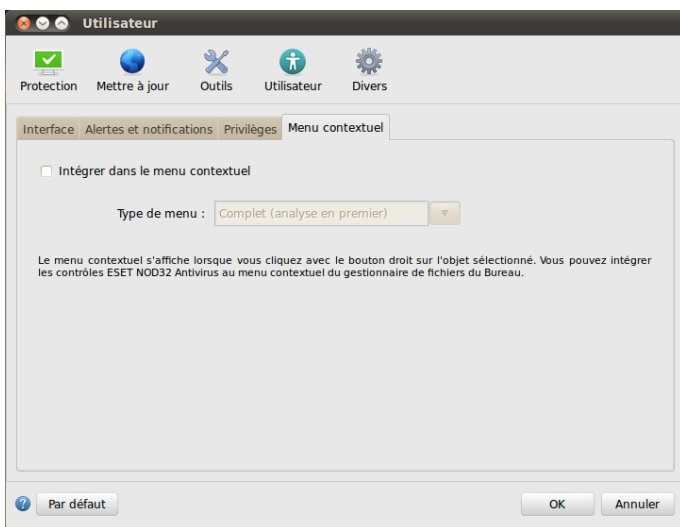 Utilisateur
Protection Mettre à jour Outils Utilisateur Divers
Interface Alertes et notifications Privilèges Menu contextuel
Intégrer dans le menu contextuel
Type de menu : Complet (analyse en premier)
Le menu contextuel s'affiche lorsque vous cliquez avec le bouton droit sur l'objet sélectionné. Vous pouvez intégrer
les contrôles ESET NOD32 Antivirus au menu contextuel du gestionnaire de fichiers du Bureau.
? Par défaut OK Annuler